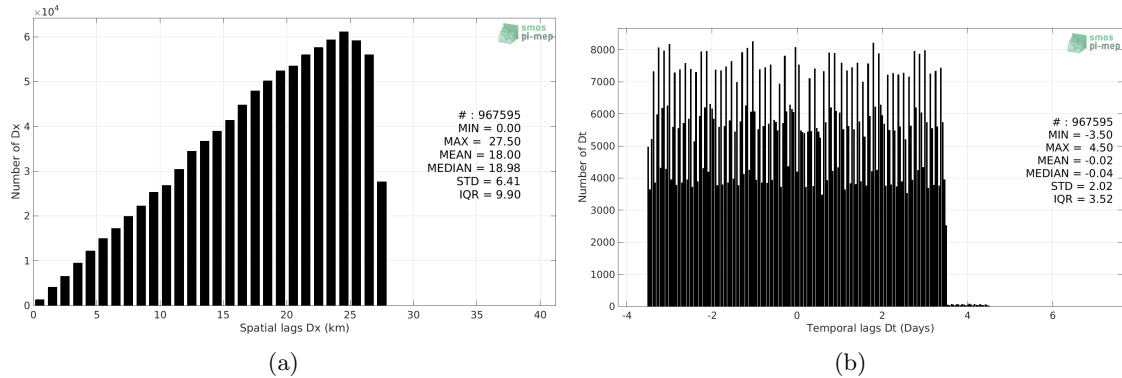 ×10^4
6
5
4
3
2
1
0
Number of Dx
0 5 10 15 20 25 30 35 40
Spatial lags Dx (km)
smos
pi-mep
# : 967595
MIN = 0.00
MAX = 27.50
MEAN = 18.00
MEDIAN = 18.98
STD = 6.41
IQR = 9.90
(a)
8000
7000
6000
5000
4000
3000
2000
1000
0
Number of Dt
-4 -2 0 2 4 6
Temporal lags Dt (Days)
smos
pi-mep
# : 967595
MIN = -3.50
MAX = 4.50
MEAN = -0.02
MEDIAN = -0.04
STD = 2.02
IQR = 3.52
(b)